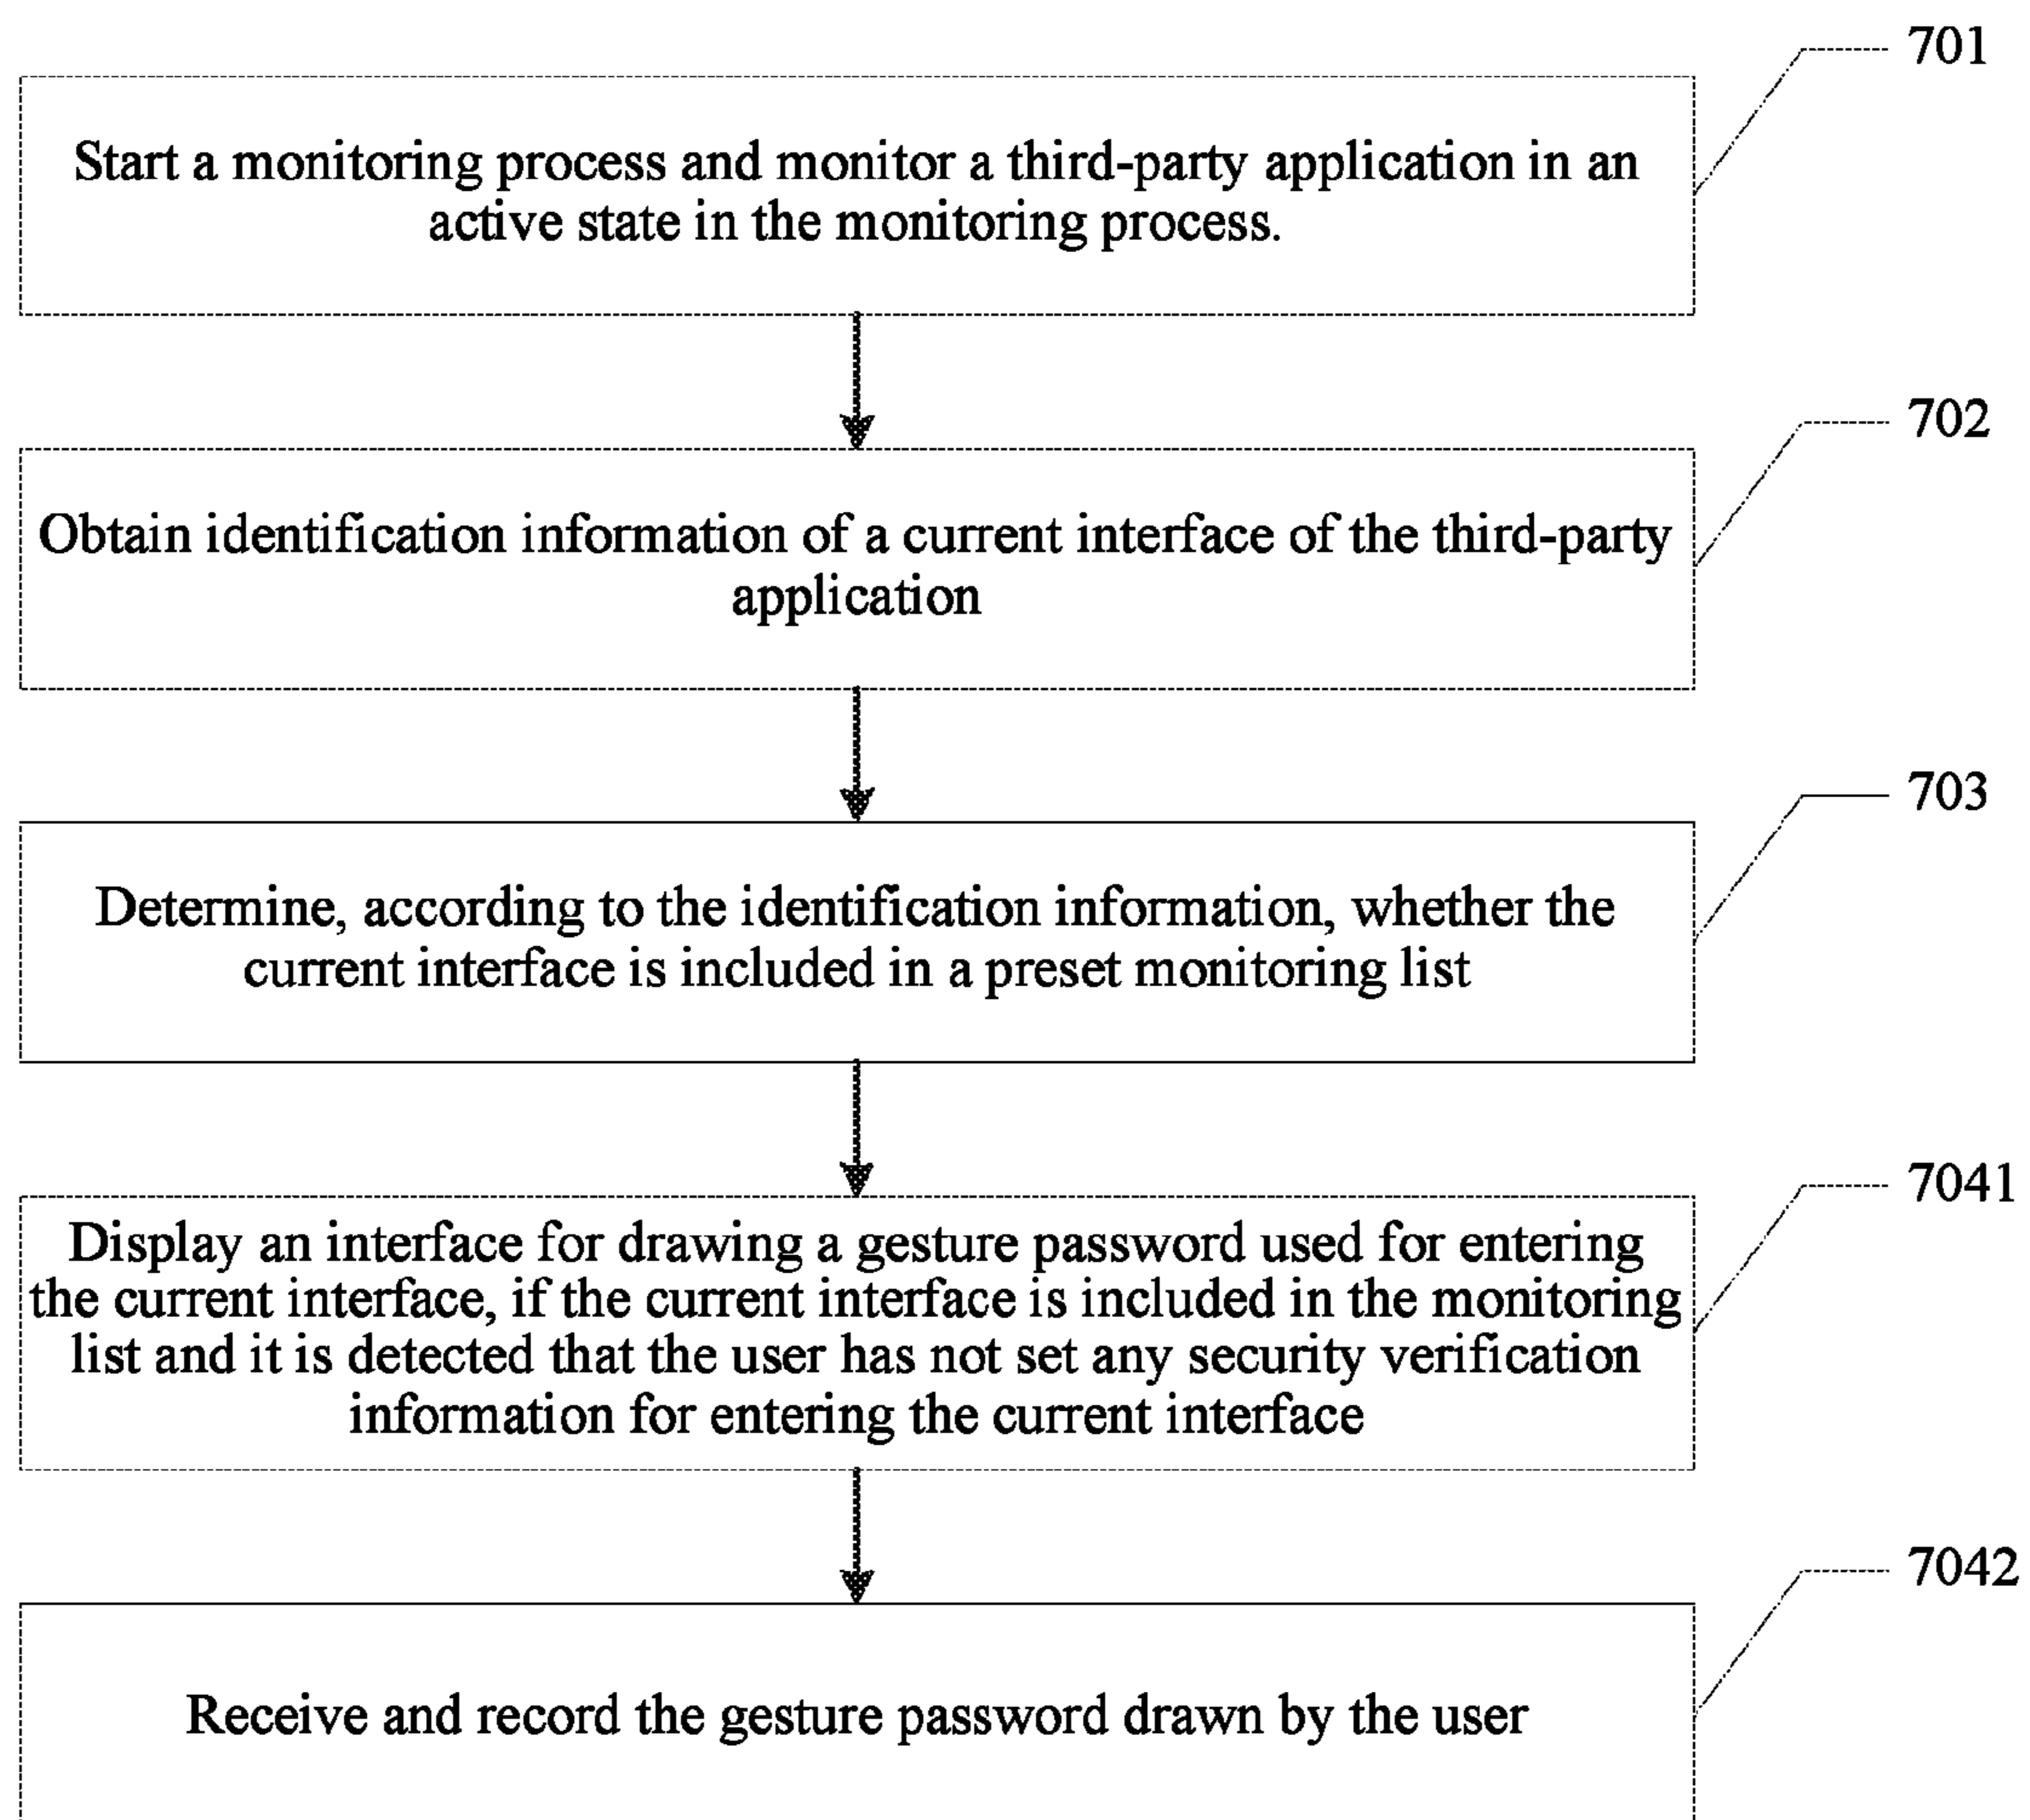 701
Start a monitoring process and monitor a third-party application in an
active state in the monitoring process.
702
Obtain identification information of a current interface of the third-party
application
703
Determine, according to the identification information, whether the
current interface is included in a preset monitoring list
7041
Display an interface for drawing a gesture password used for entering
the current interface, if the current interface is included in the monitoring
list and it is detected that the user has not set any security verification
information for entering the current interface
7042
Receive and record the gesture password drawn by the user